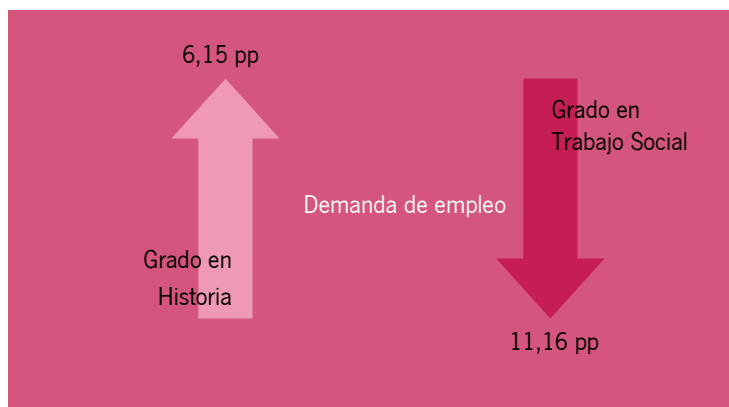 6,15 pp
Grado en
Historia
Demanda de empleo
Grado en
Trabajo Social
11,16 pp